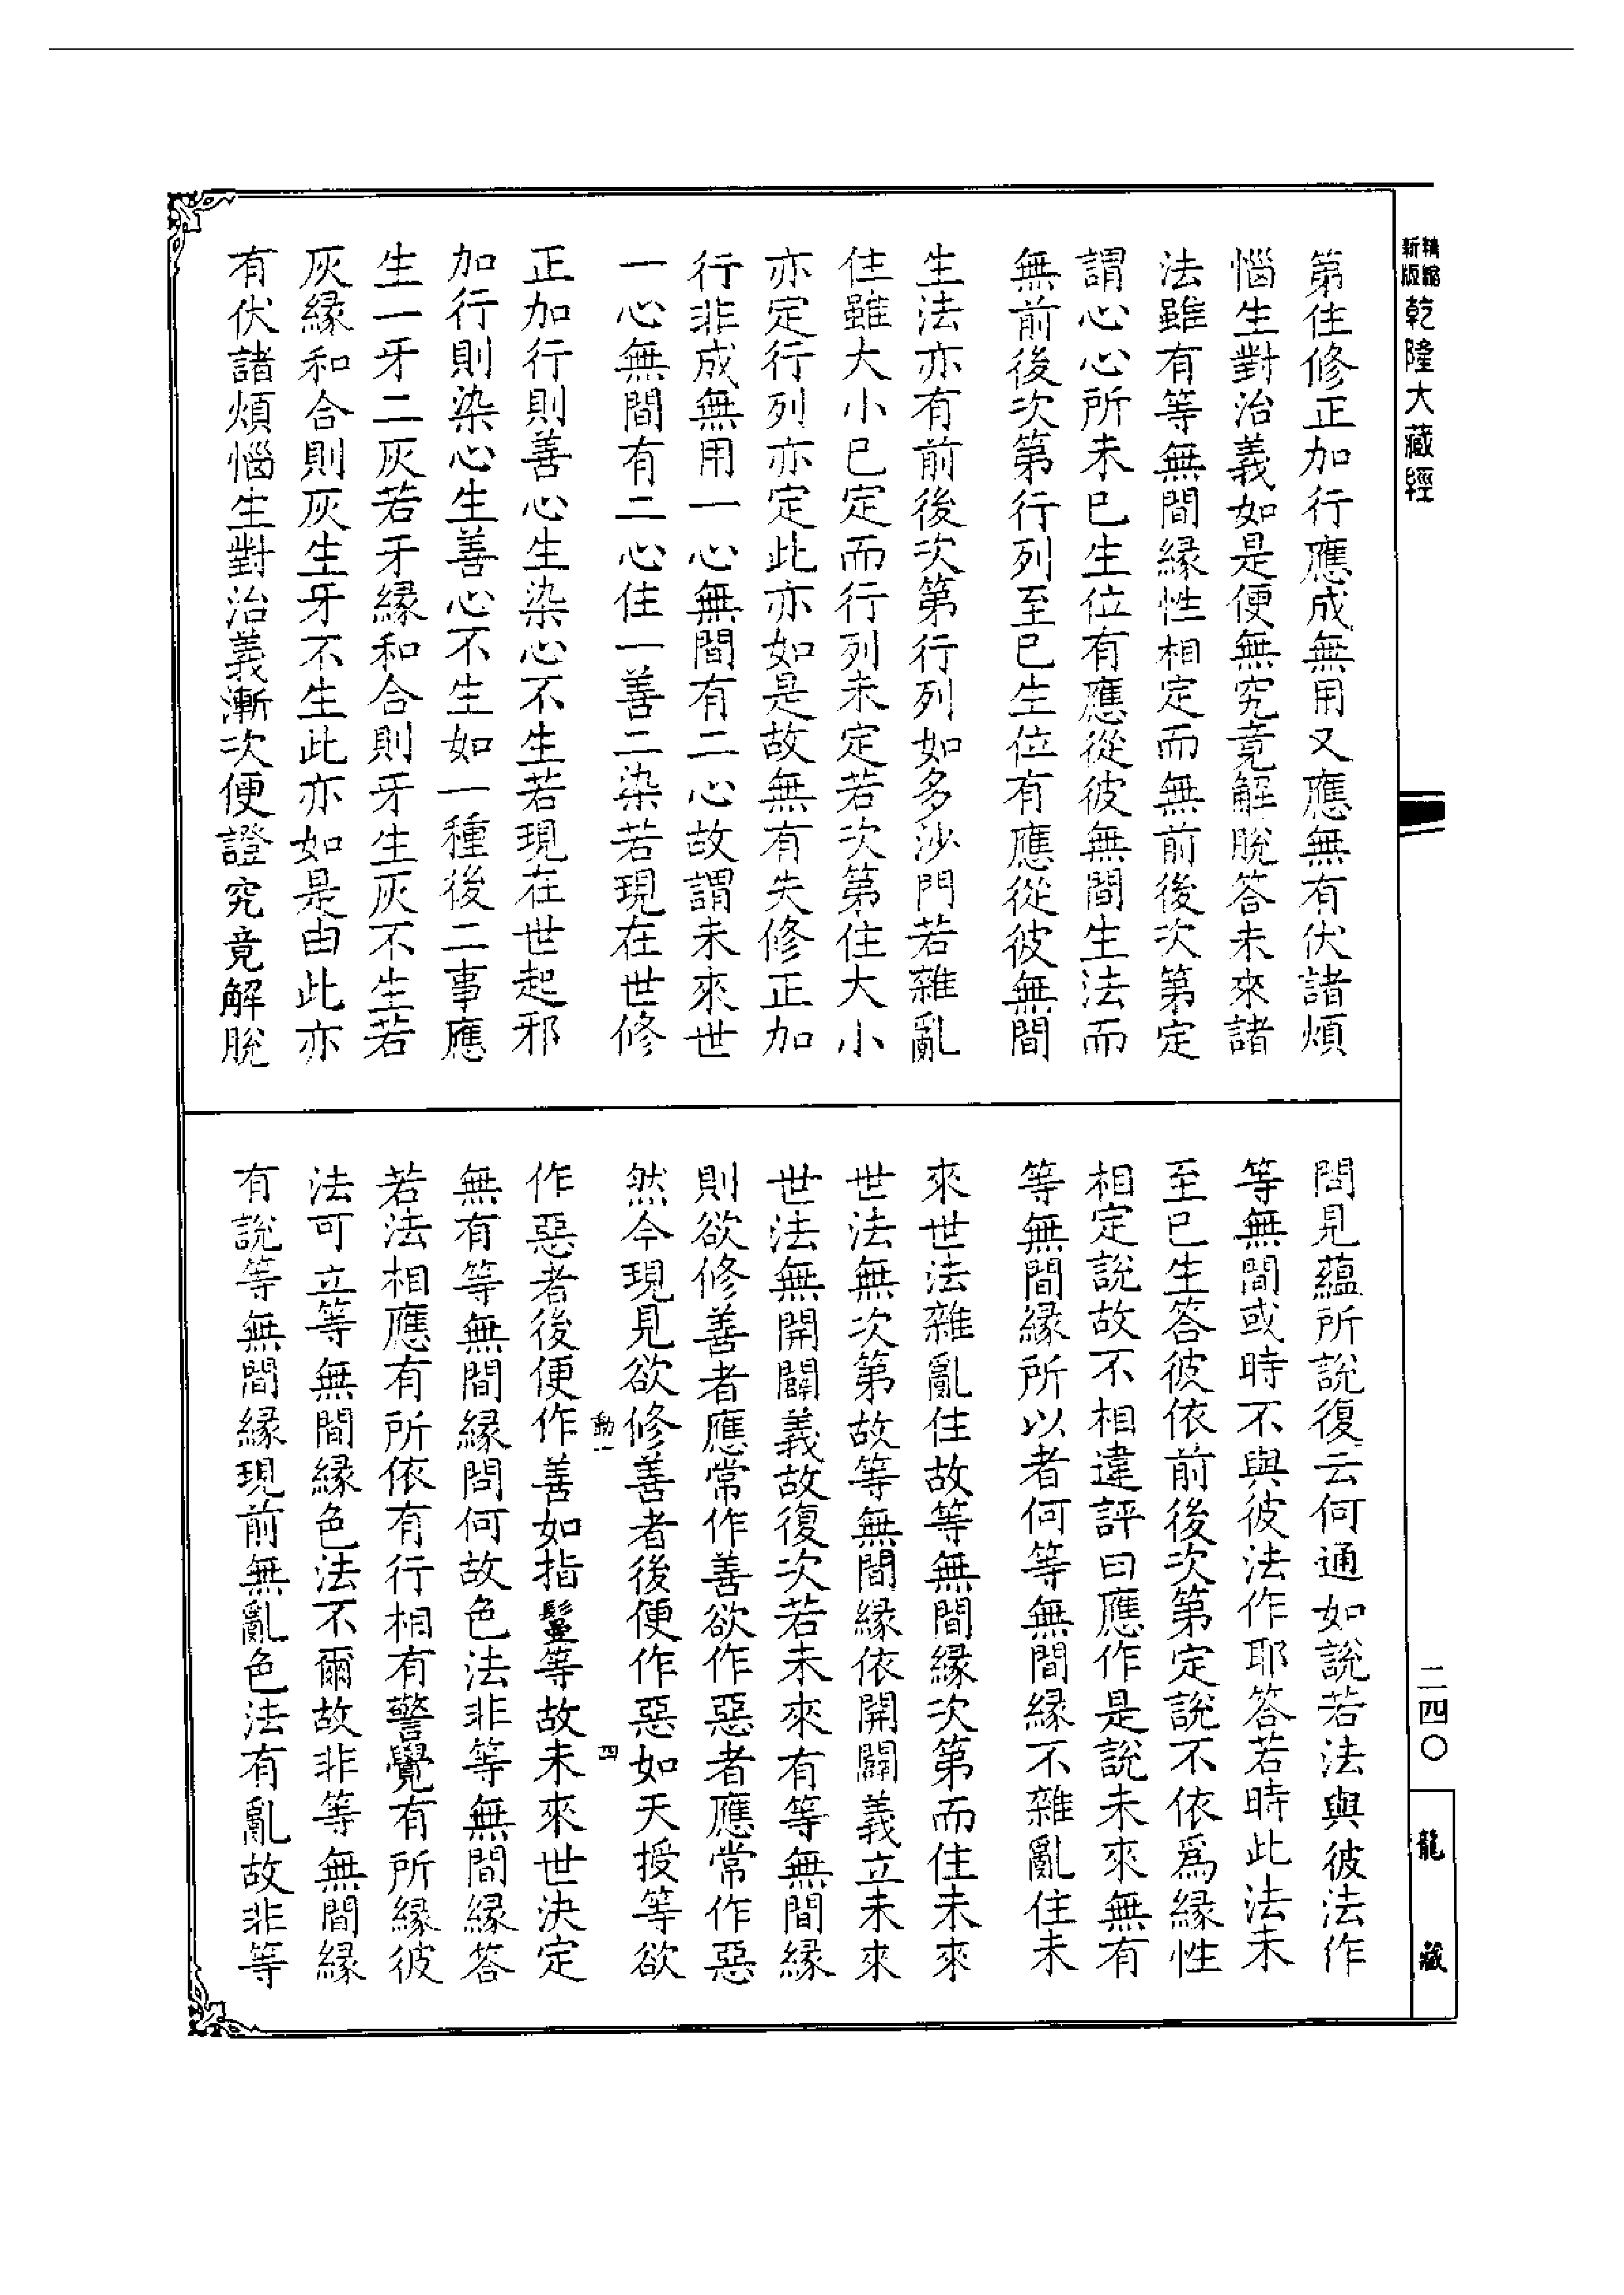 精縮
新版
乾隆大藏經
第住修正加行應成無用又應無有伏諸煩
惱生對治義如是便無究竟解脫答未來諸
法雖有等無間緣性相定而無前後次第定
謂心心所未已生位有應從彼無間生法而
無前後次第行列至已生位有應從彼無間
生法亦有前後次第行列如多沙門若雜亂
住雖大小已定而行列未定若次第住大小
亦定行列亦定此亦如是故無有失修正加
行非成無用一心無間有二心故謂未來世
一心無間有二心住一善二染若現在世修
正加行則善心生染心不生若現在世起邪
加行則染心生善心不生如一種後二事應
生一牙二灰若牙緣和合則牙生灰不生若
灰緣和合則灰生牙不生此亦如是由此亦
有伏諸煩惱生對治義漸次便證究竟解脫
問見蘊所說復云何通如說若法與彼法作
等無間或時不與彼法作耶答若時此法未
至已生答彼依前後次第定說不依為緣性
相定說故不相違評曰應作是說未來無有
等無間緣所以者何等無間緣不雜亂住未
來世法雜亂住故等無間緣次第而住未來
世法無次第故等無間緣依開闢義立未來
世法無開闢義故復次若未來有等無間緣
則欲修善者應常作善欲作惡者應常作惡
然今現見欲修善者後便作惡如天授等欲
動一
四
作惡者後便作善如指鬘等故未來世決定
無有等無間緣問何故色法非等無間緣答
若法相應有所依有行相有警覺有所緣彼
法可立等無間緣色法不爾故非等無間緣
有說等無間緣現前無亂色法有亂故非等
二四〇
龍藏